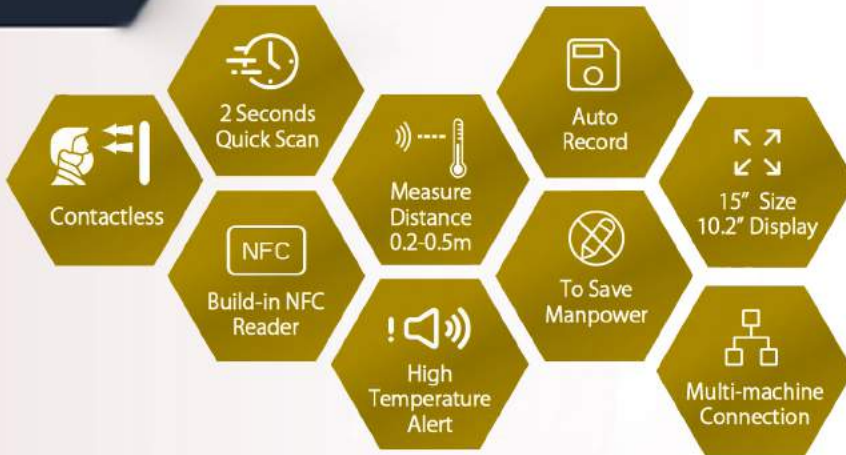 Contactless
2 Seconds
Quick Scan
NFC
Build-in NFC
Reader
Measure
Distance
0.2-0.5m
High
Temperature
Alert
Auto
Record
To Save
Manpower
15" Size
10.2" Display
Multi-machine
Connection